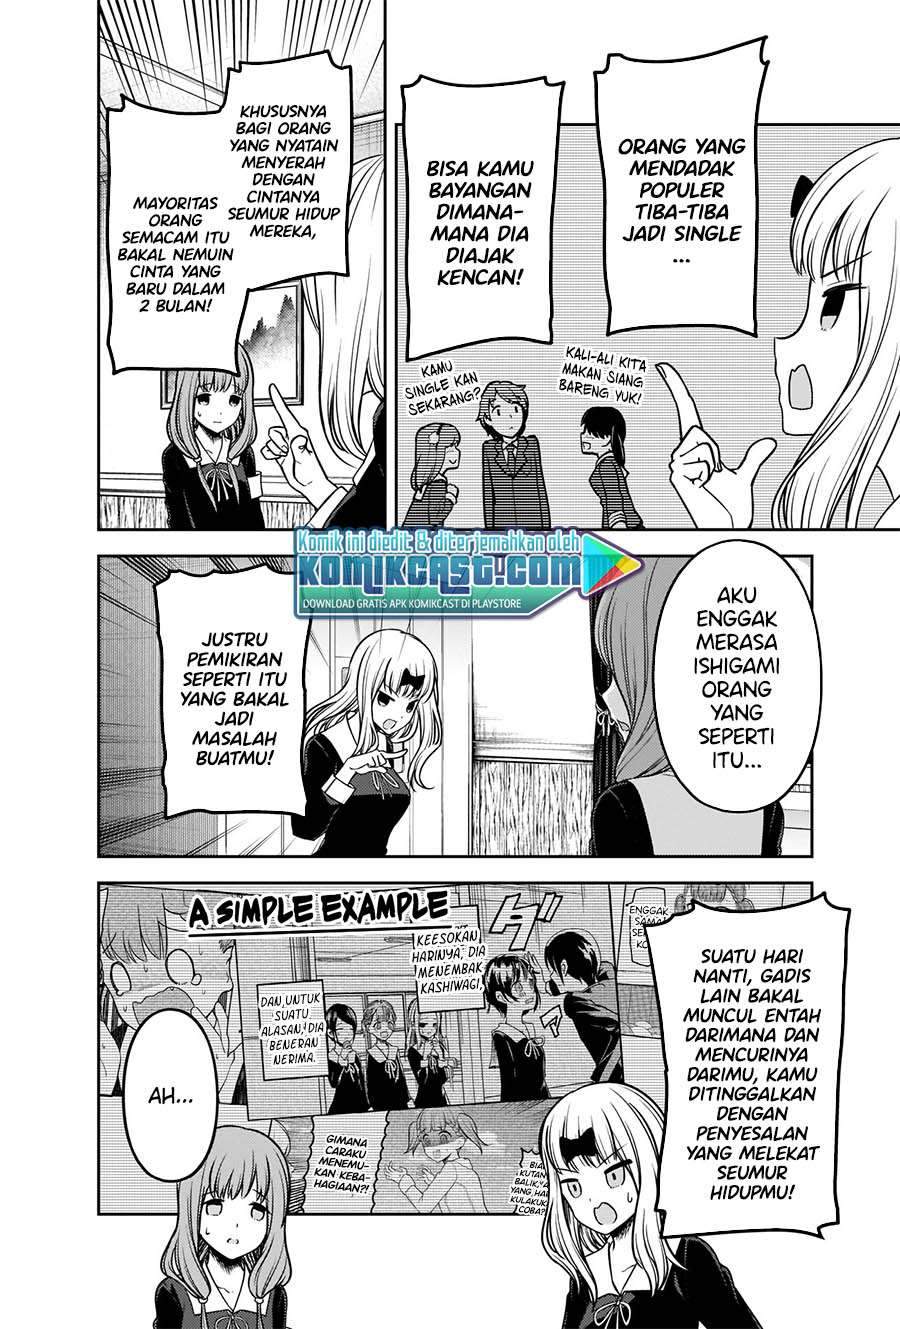 ORANG YANG
MENDADAK
POPULER
TIBA-TIBA
JADI SINGLE
...
BISA KAMU
BAYANGAN
DIMANA-
MANA DIA
DIAJAK
KENCAN!
KALI-ALI KITA
MAKAN SIANG
BARENG YUK!
KAMU
SINGLE KAN
SEKARANG?
KHUSUSNYA
BAGI ORANG
YANG NYATAIN
MENYERAH
DENGAN
CINTANYA
SEUMUR HIDUP
MEREKA,
MAYORITAS
ORANG
SEMACAM ITU
BAKAL NEMUIN
CINTA YANG
BARU DALAM
2 BULAN!
Komik ini diedit & diterjemahkan oleh
KOMIKCAST.COM
DOWNLOAD GRATIS APK KOMIKCAST DI PLAYSTORE
AKU
ENGGAK
MERASA
ISHIGAMI
ORANG
YANG
SEPERTI
ITU...
JUSTRU
PEMIKIRAN
SEPERTI ITU
YANG BAKAL
JADI
MASALAH
BUATMU!
A SIMPLE EXAMPLE
ENGGAK
KEESOKAN
HARINYA, DIA
MENEMBAK
KASHIWAGI,
DAN, UNTUK
SUATU
ALASAN, DIA
BENERAN
NERIMA.
ダ
ァ
SUATU HARI
NANTI, GADIS
LAIN BAKAL
MUNCUL ENTAH
DARIMANA DAN
MENCURINYA
DARIMU, KAMU
DITINGGALKAN
DENGAN
PENYESALAN
YANG MELEKAT
SEUMUR
HIDUPMU!
GIMANA
CARAKU
MENEMU-
KAN KEBA-
HAGIAAN?!
KULAKUK
COBA?
AH...